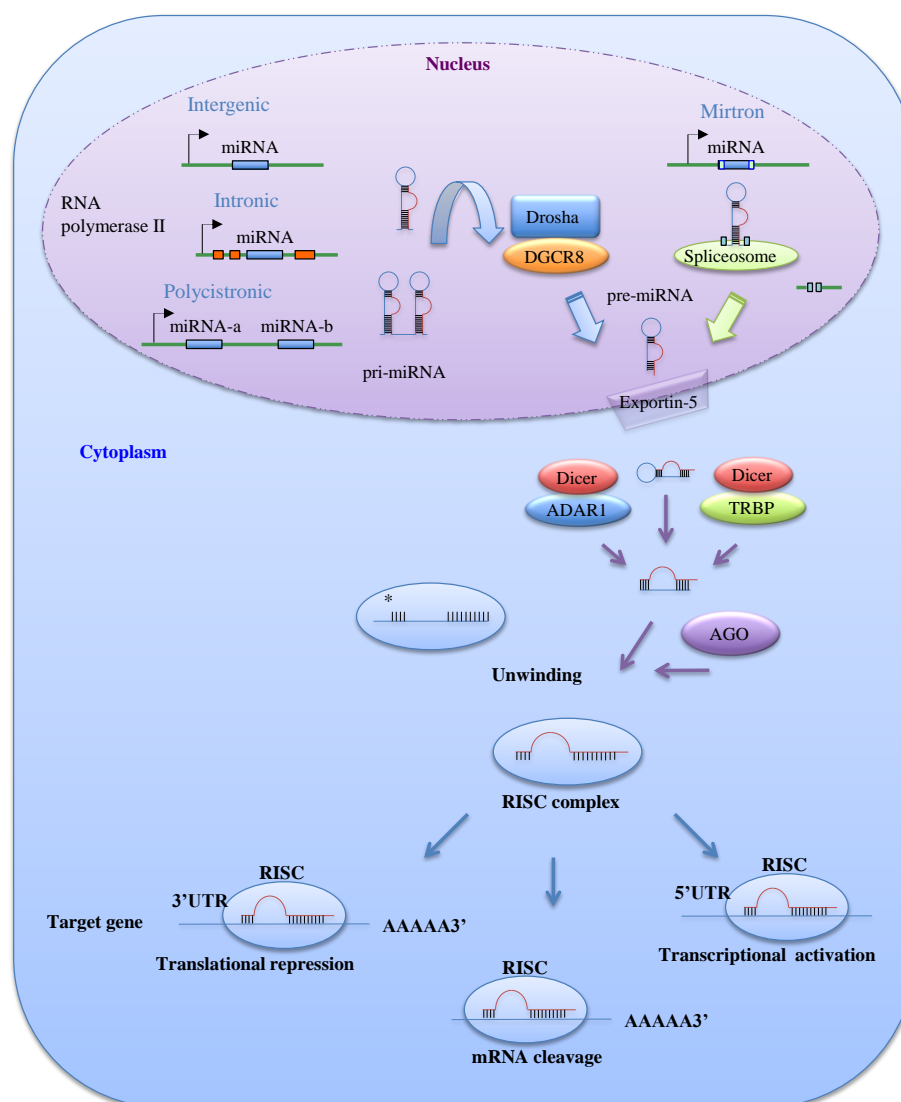 Nucleus
Intergenic
miRNA
Mirtron
miRNA
RNA
polymerase II
Intronic
miRNA
Drosha
DGCR8
Spliceosome
Polycistronic
miRNA-a
miRNA-b
pre-miRNA
pri-miRNA
Exportin-5
Cytoplasm
Dicer
ADAR1
Dicer
TRBP
*
AGO
Unwinding
RISC complex
RISC
3’UTR
Target gene
AAAAA3’
Translational repression
RISC
5’UTR
Transcriptional activation
RISC
AAAAA3’
mRNA cleavage